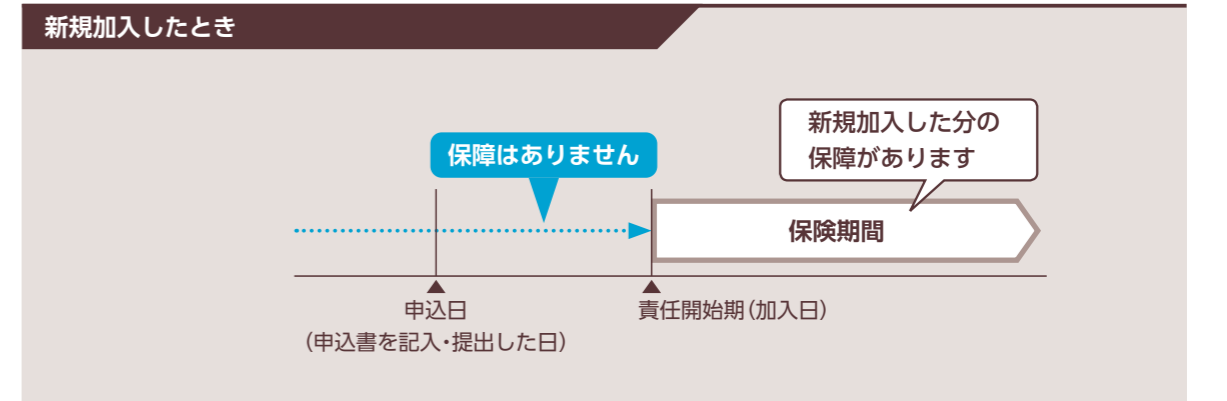 新規加入したとき
新規加入した分の
保障があります
保障はありません
保険期間
申込日
（申込書を記入・提出した日）
責任開始期（加入日）